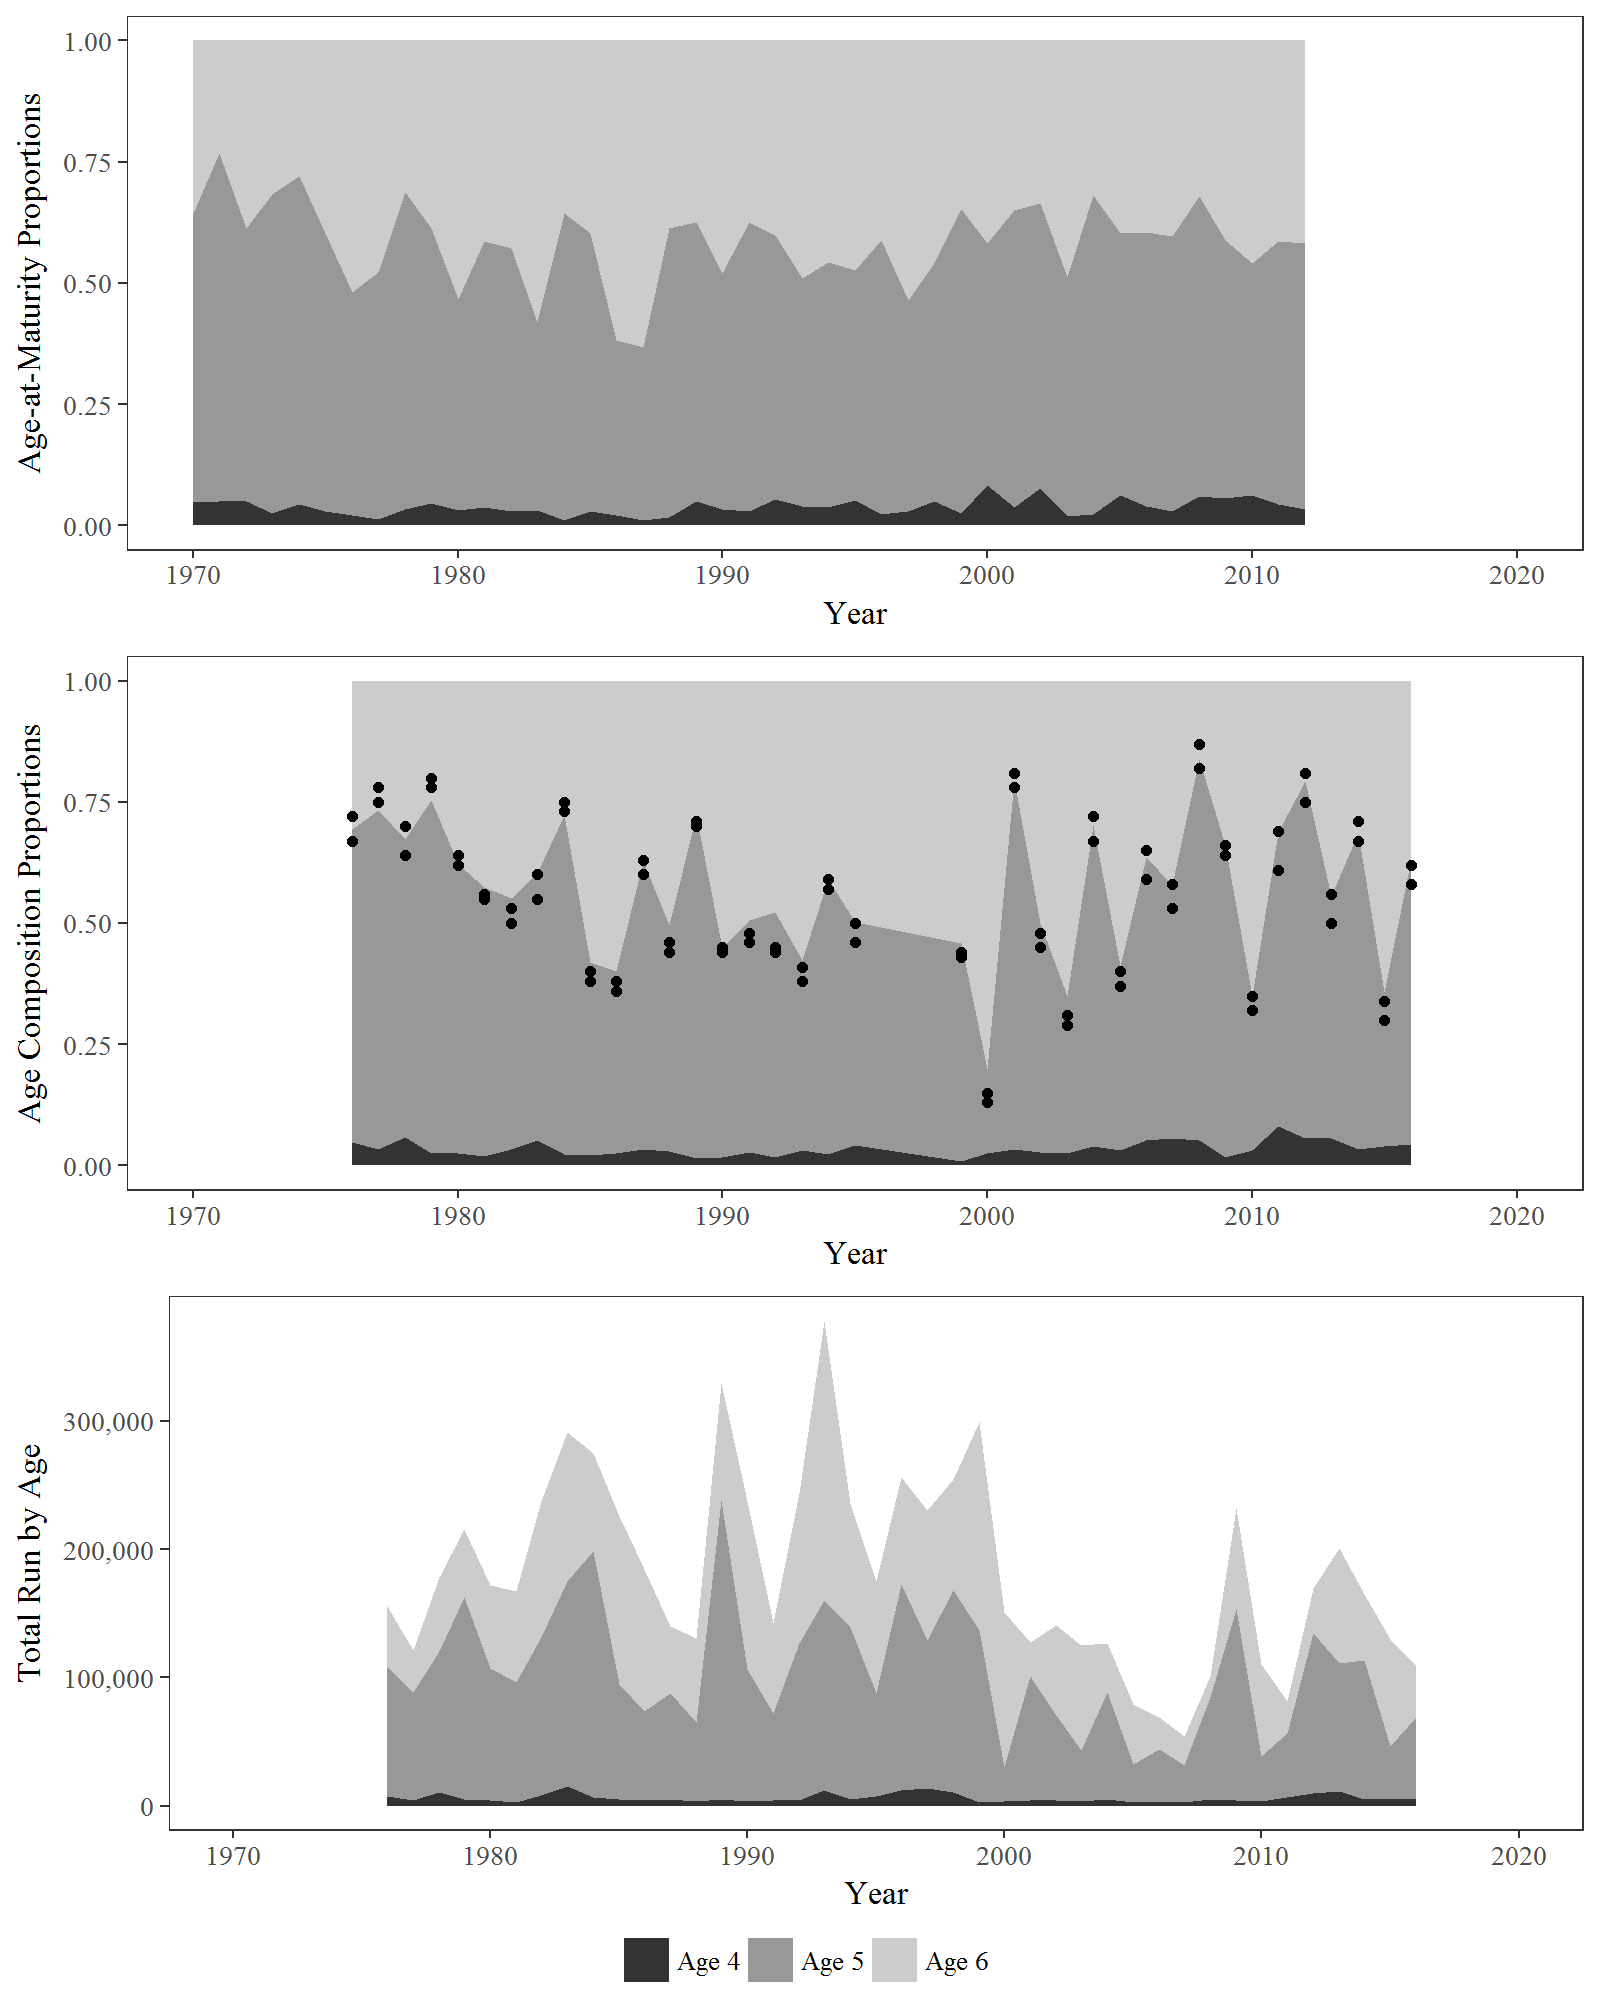 Age-at-Maturity Proportions
1.00
0.75
0.50
0.25
0.00
1970 1980 1990 2000 2010 2020
Year
Age Composition Proportions
1.00
0.75
0.50
0.25
0.00
1970 1980 1990 2000 2010 2020
Year
Total Run by Age
300,000
200,000
100,000
0
1970 1980 1990 2000 2010 2020
Year
Age 4 Age 5 Age 6